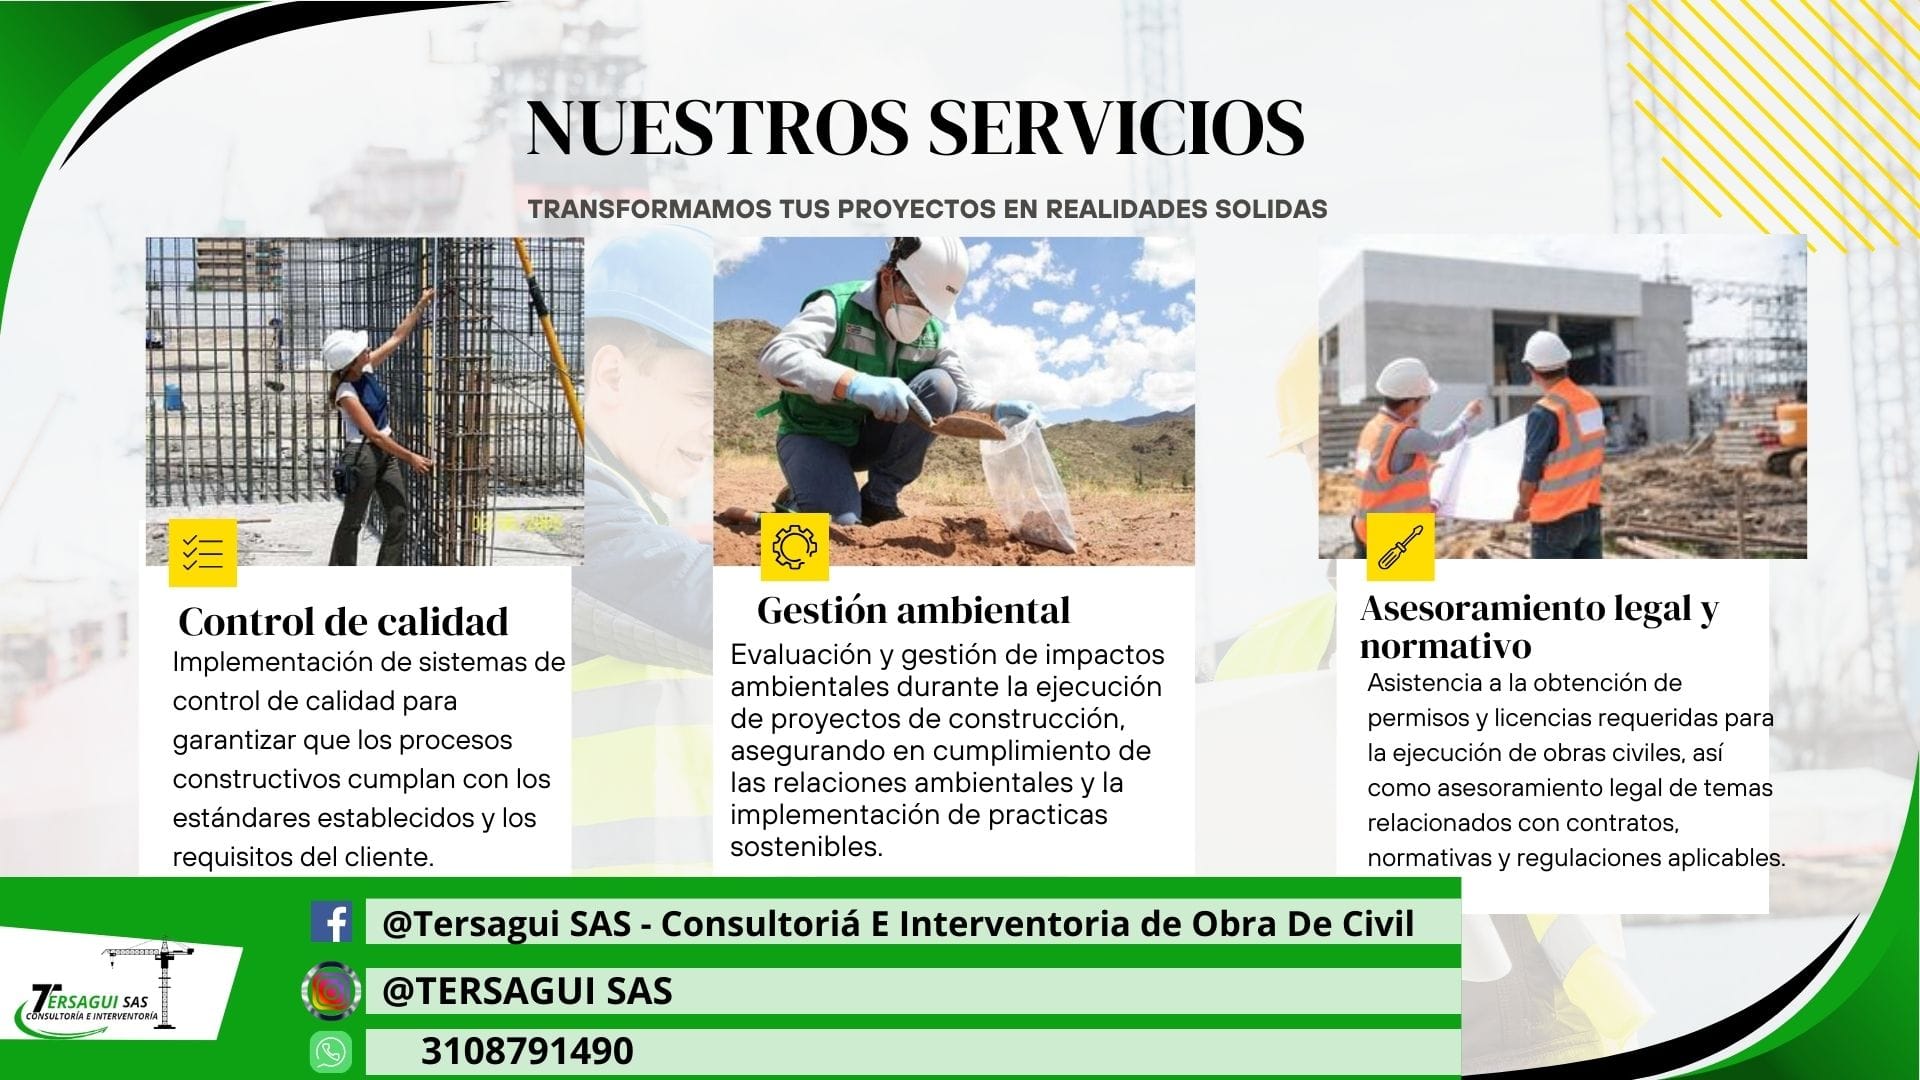 NUESTROS SERVICIOS
TRANSFORMAMOS TUS PROYECTOS EN REALIDADES SOLIDAS
Control de calidad
Implementación de sistemas de
control de calidad para
garantizar que los procesos
constructivos cumplan con los
estándares establecidos y los
requisitos del cliente.
Gestión ambiental
Evaluación y gestión de impactos
ambientales durante la ejecución
de proyectos de construcción,
asegurando en cumplimiento de
las relaciones ambientales y la
implementación de practicas
sostenibles.
Asesoramiento legal y
normativo
Asistencia a la obtención de
permisos y licencias requeridas para
la ejecución de obras civiles, así
como asesoramiento legal de temas
relacionados con contratos,
normativas y regulaciones aplicables.
@Tersagui SAS - Consultoriá E Interventoria de Obra De Civil
@TERSAGUI SAS
3108791490
TERSAGUI SAS
CONSULTORÍA E INTERVENTORÍA